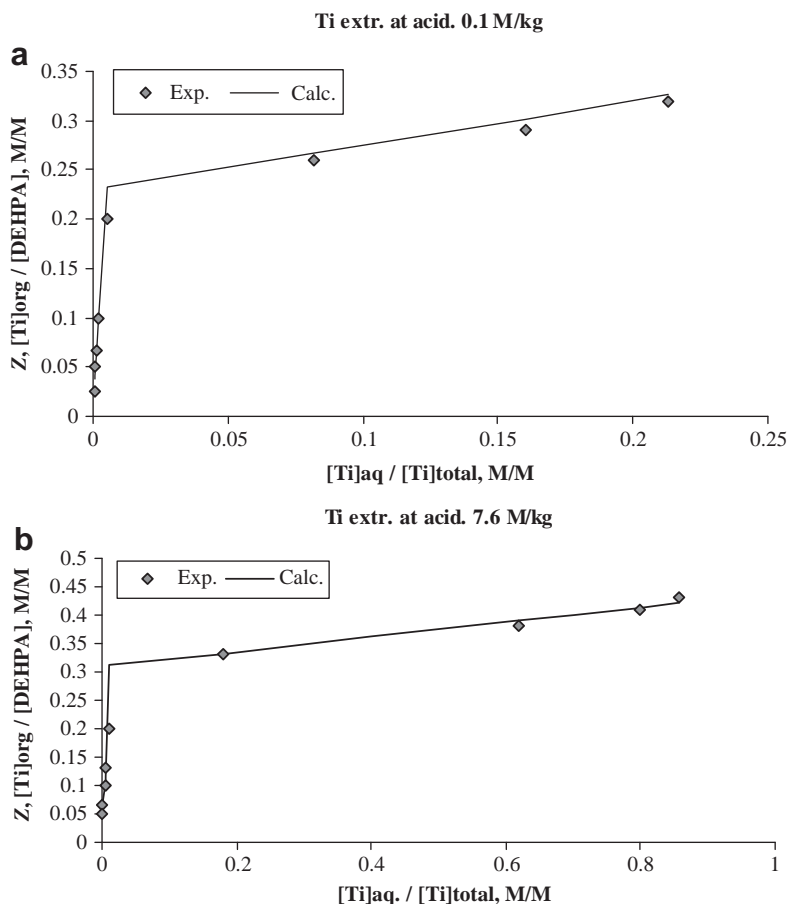 Ti extr. at acid. 0.1 M/kg
a
0.35
0.3
0.25
0.2
0.1
0.05
0
Exp. Calc.
Z, [Ti]org / [DEHPA], M/M
0 0.05 0.1 0.15 0.2 0.25
[Ti]aq / [Ti]total, M/M
Ti extr. at acid. 7.6 M/kg
b
0.5
0.45
0.4
0.35
0.3
0.25
0.2
0.15
0.1
0.05
0
Exp. Calc.
Z, [Ti]org / [DEHPA], M/M
0 0.2 0.4 0.6 0.8 1
[Ti]aq. / [Ti]total, M/M